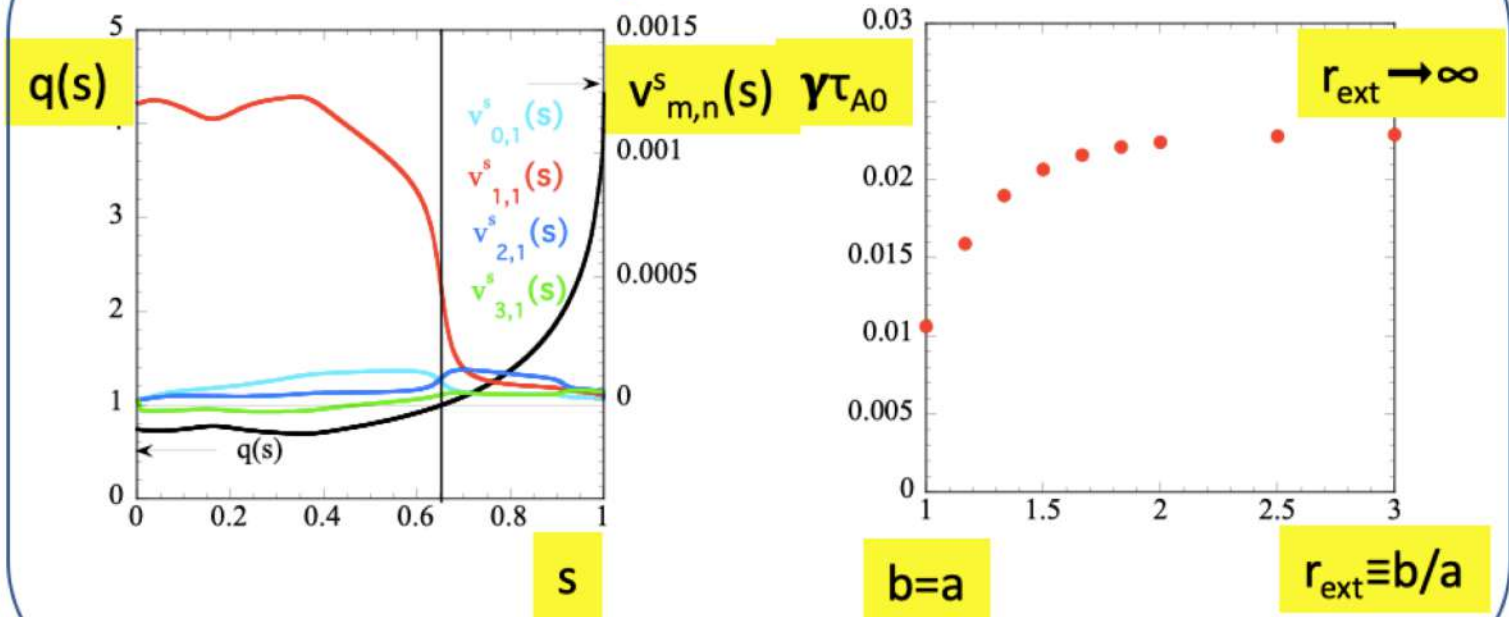 q(s)
5
4
3
2
1
0
0 0.2 0.4 0.6 0.8 1
s
q(s)
0.0015
0.001
0.0005
0
vˢₘ,ₙ(s)
vˢ₀,₁(s)
vˢ₁,₁(s)
vˢ₂,₁(s)
vˢ₃,₁(s)
γτA0
0.03
0.02
0.015
0.01
0.005
0
1 1.5 2 2.5 3
rext →∞
b=a
rext≡b/a